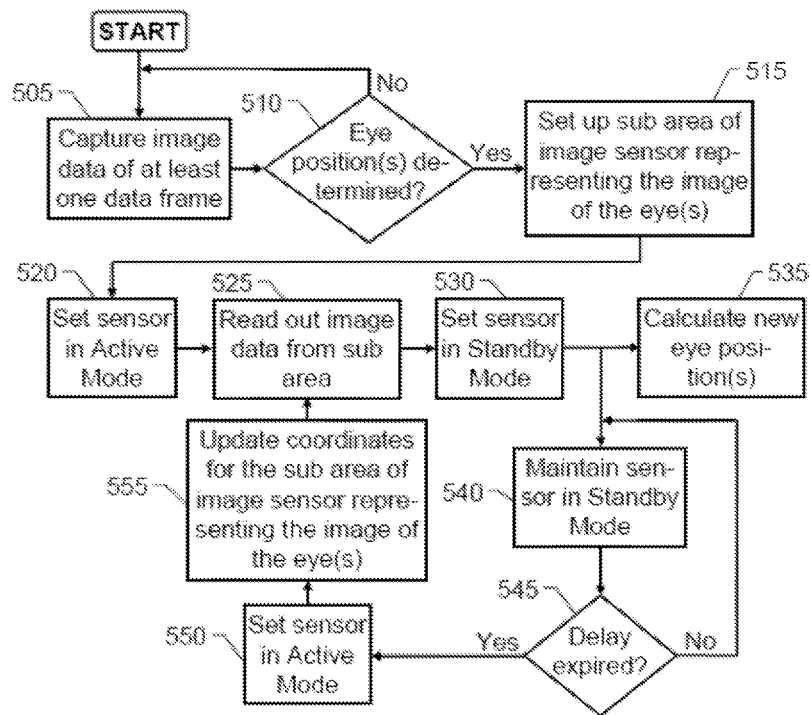 START
No
505
510
515
Capture image
data of at least
one data frame
Eye
position(s) de-
termined?
Yes
Set up sub area of
image sensor rep-
resenting the image
of the eye(s)
520
525
530
535
Set sensor
in Active
Mode
Read out image
data from sub
area
Set sensor
in Standby
Mode
Calculate new
eye posi-
tion(s)
555
Update coordinates
for the sub area of
image sensor repre-
senting the image of
the eye(s)
540
Maintain sen-
sor in Standby
Mode
545
550
Set sensor
in Active
Mode
Yes
Delay
expired?
No